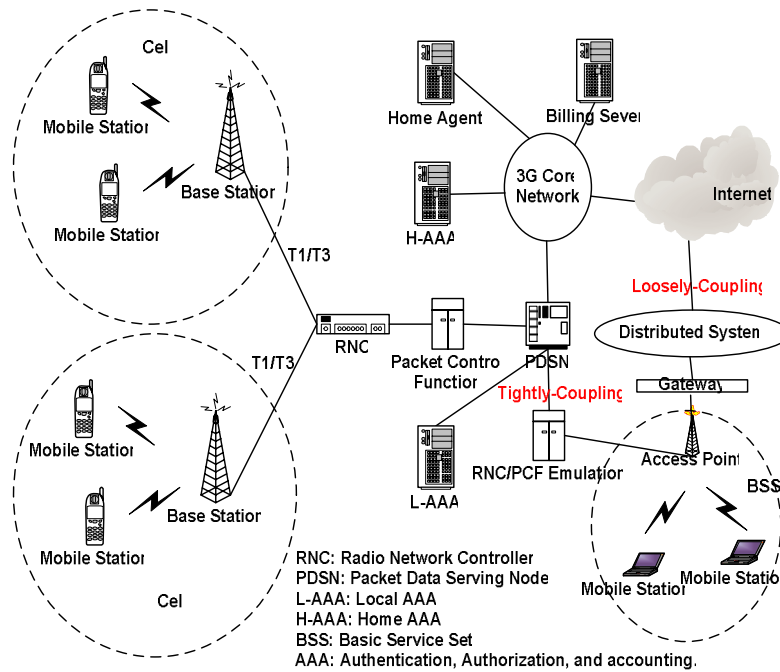 Cel
Mobile Station
Base Station
Mobile Station
T1/T3
Home Agent
Billing Sever
3G Core
Network
Internet
H-AAA
Loosely-Coupling
RNC
Packet Contro
Function
PDSN
Distributed System
T1/T3
Tightly-Coupling
Gateway
Mobile Station
Base Station
Mobile Station
L-AAA
RNC/PCF Emulation
Access Point
BSS
Mobile Station
Mobile Station
Cel
RNC: Radio Network Controller
PDSN: Packet Data Serving Node
L-AAA: Local AAA
H-AAA: Home AAA
BSS: Basic Service Set
AAA: Authentication, Authorization, and accounting.